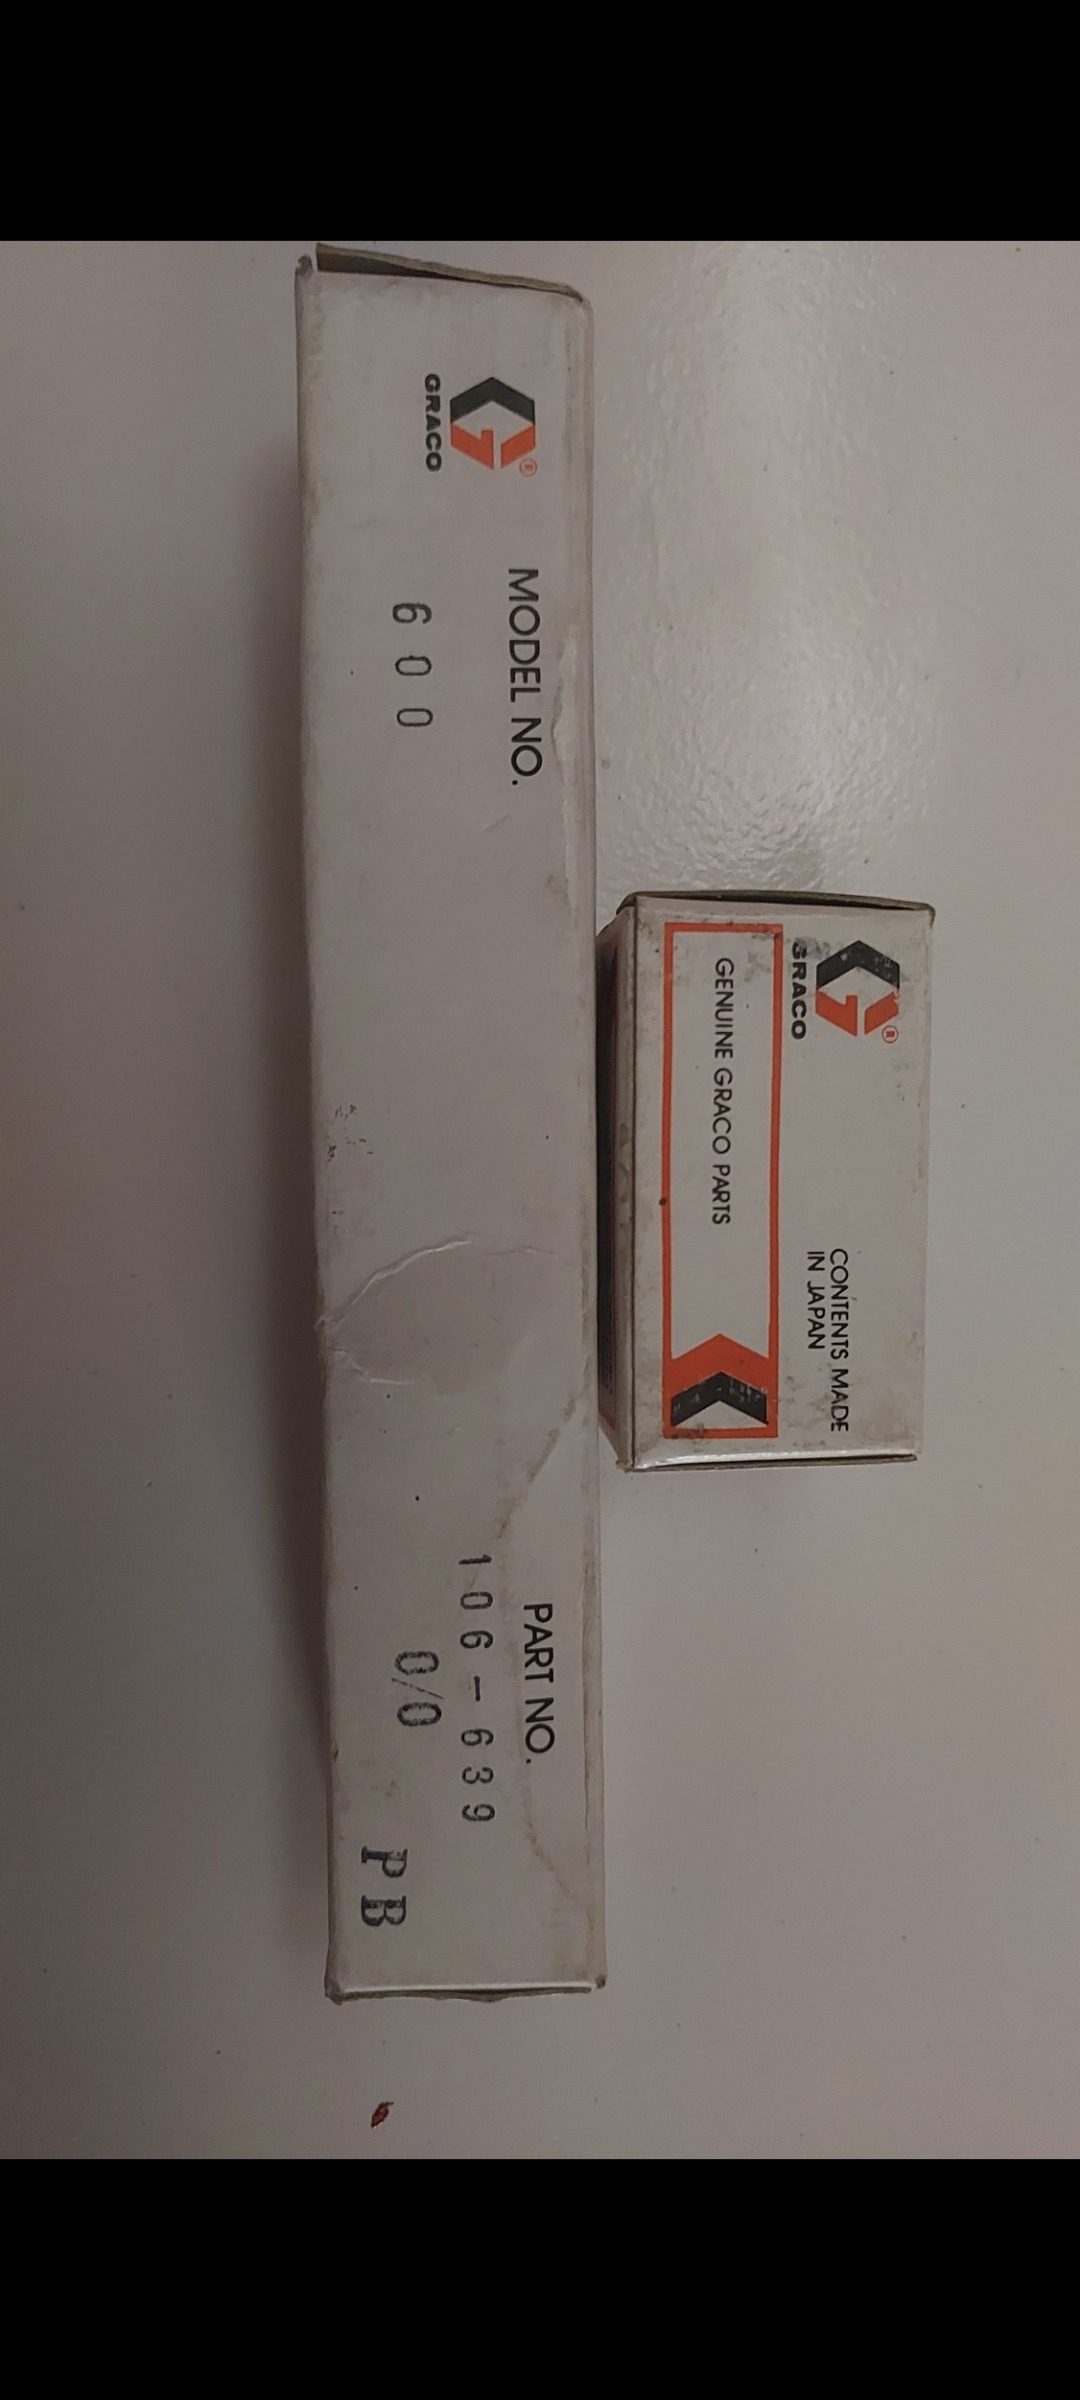 GRACO
MODEL NO.
600
PART NO.
106-639
0/0
PB
GRACO
CONTENTS MADE
IN JAPAN
GENUINE GRACO PARTS